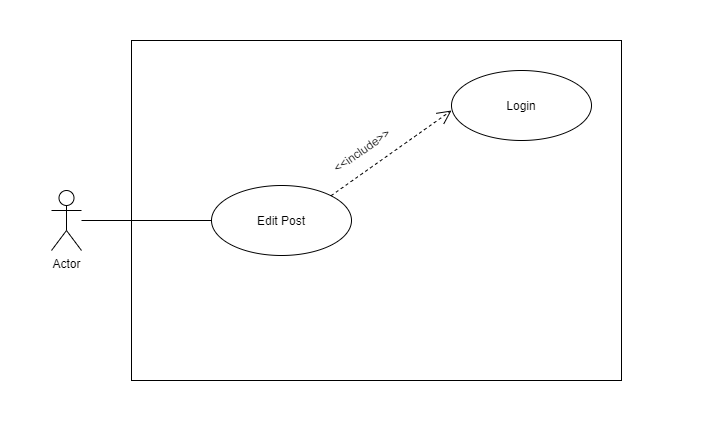 Login
<<include>>
Edit Post
Actor